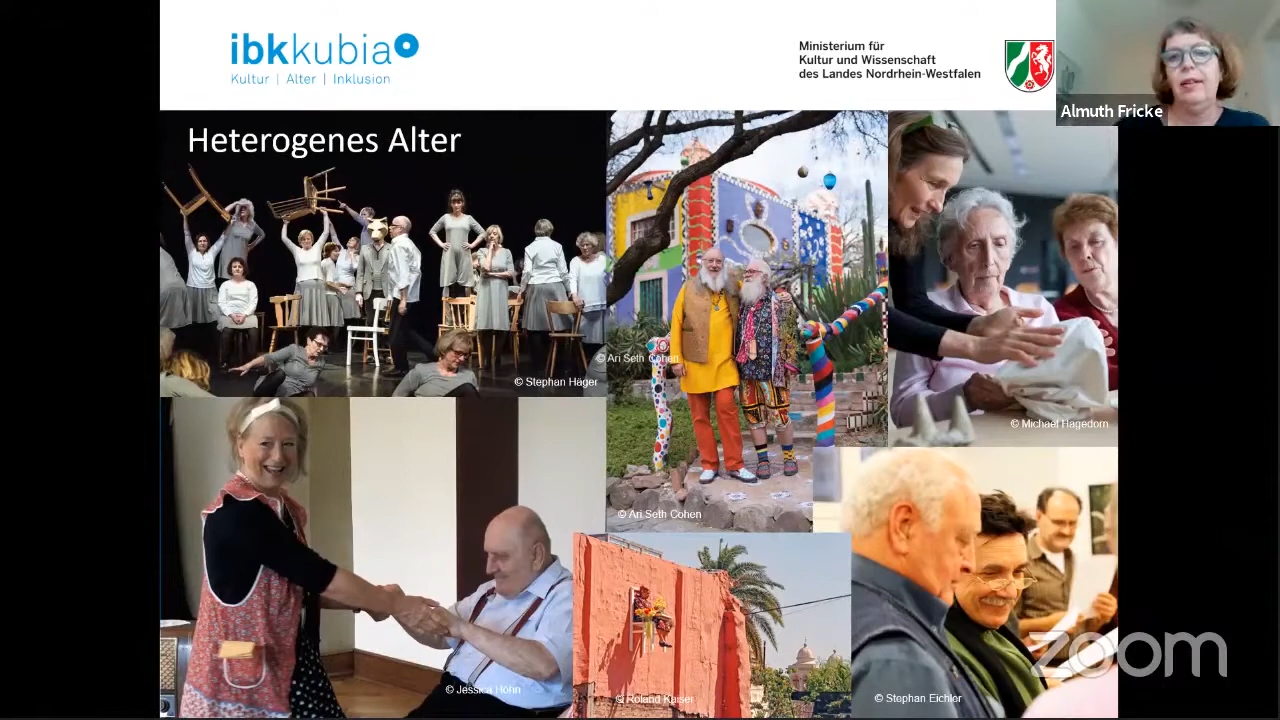 ibkkubia
Kultur | Alter | Inklusion
Ministerium für
Kultur und Wissenschaft
des Landes Nordrhein-Westfalen
Almuth Fricke
Heterogenes Alter
© Ari Seth Cohen
© Stephan Häger
© Michael Hagedorn
© Ari Seth Cohen
© Jessica Höhn
© Roland Kaiser
© Stephan Eichler
zoom